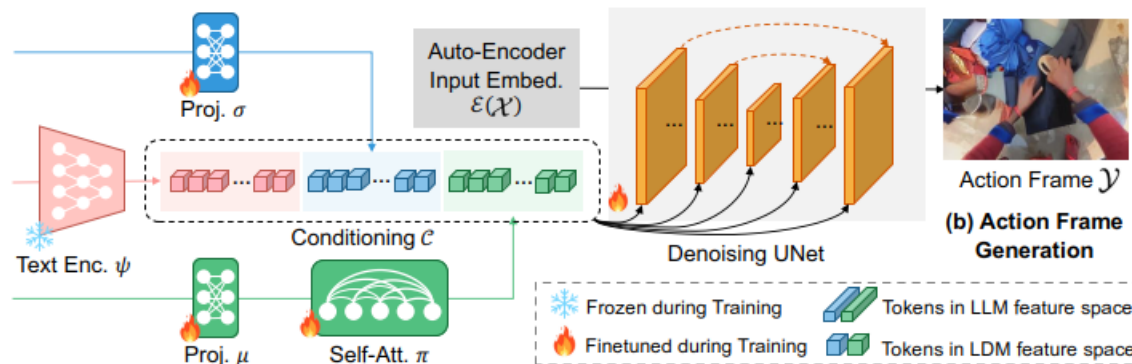 Proj. σ
Auto-Encoder
Input Embed.
ℰ(𝒳)
...
Text Enc. ψ
Conditioning 𝒞
Proj. μ
Self-Att. π
Denoising UNet
Action Frame 𝒴
(b) Action Frame
Generation
Frozen during Training
Tokens in LLM feature space
Finetuned during Training
Tokens in LDM feature space